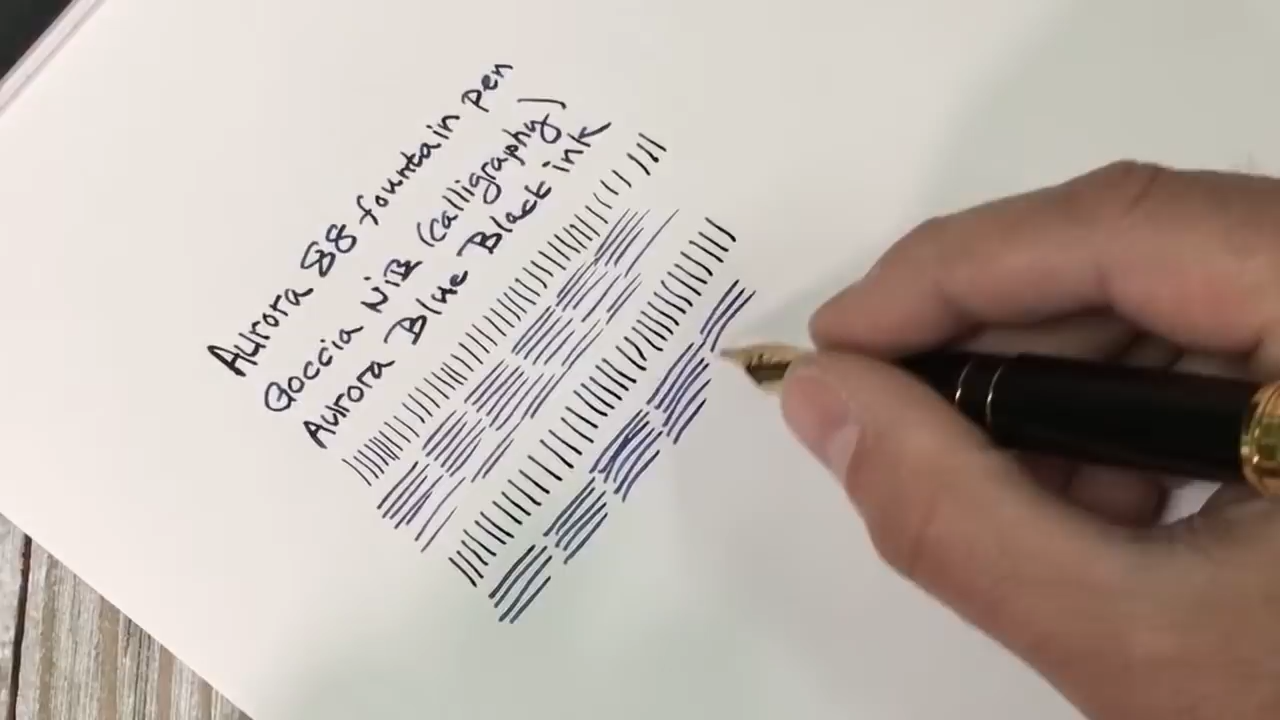 Aurora 88 fountain pen
Goccia Nib (calligraphy)
Aurora Blue Black ink